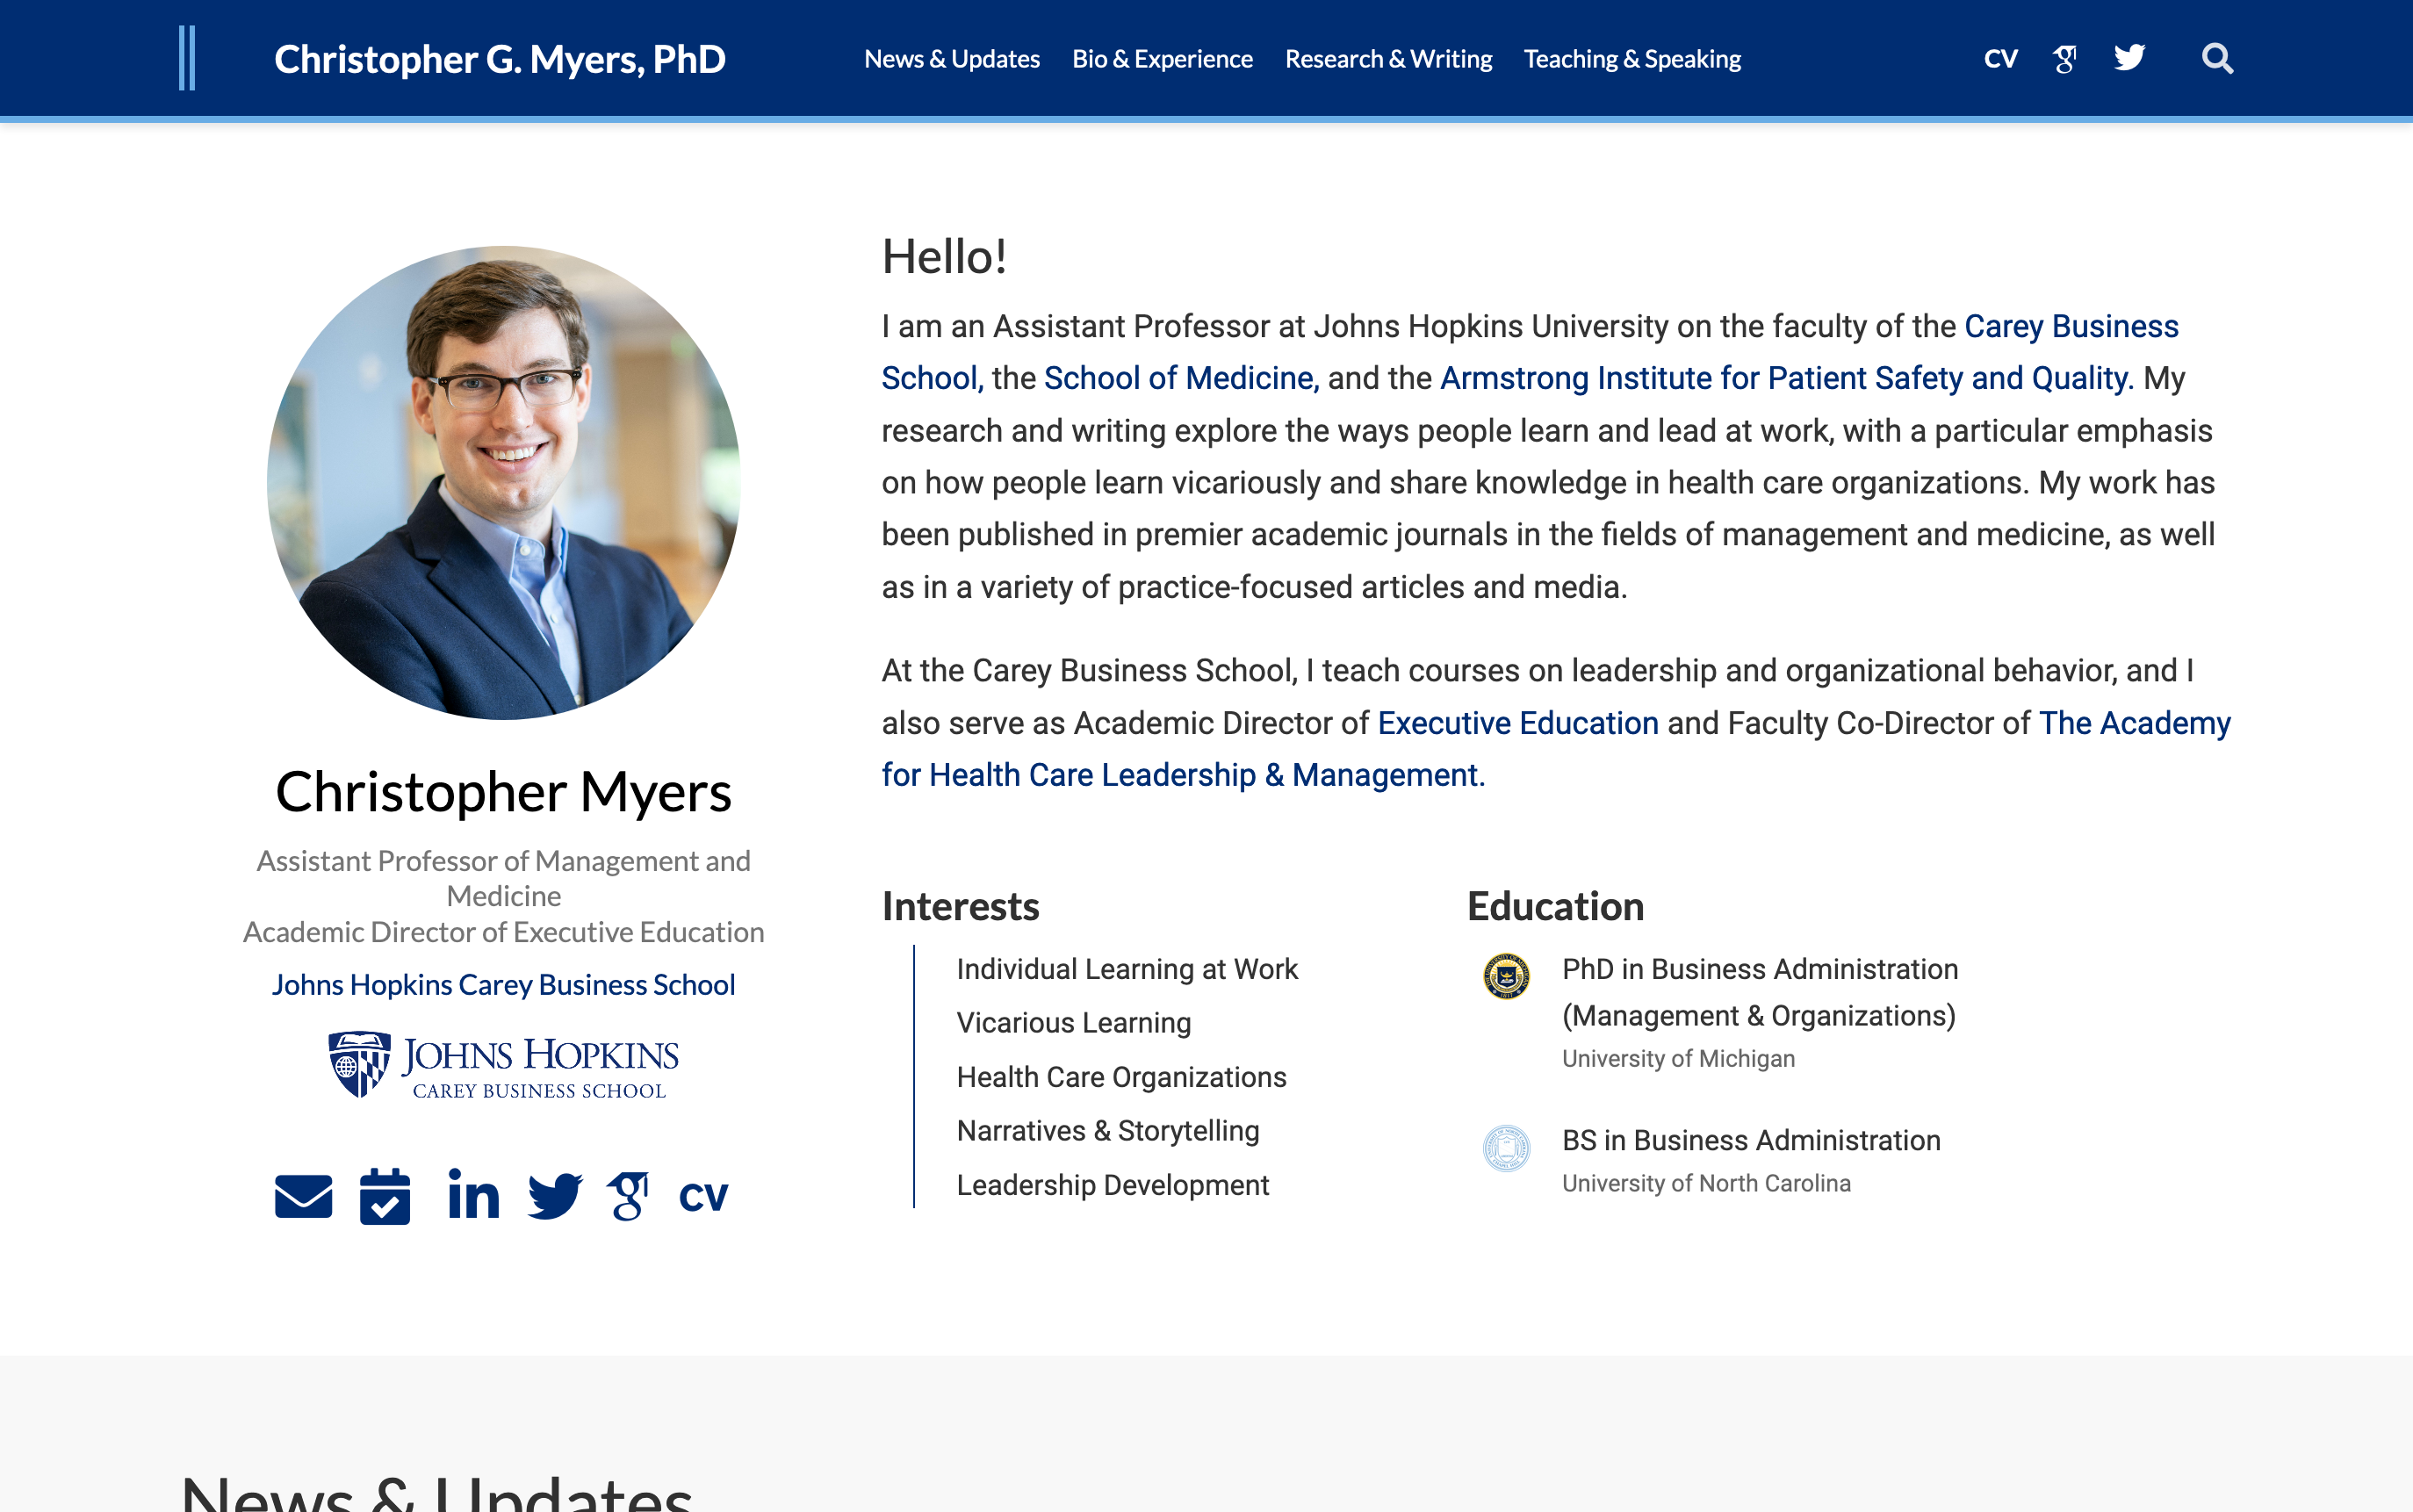 Christopher G. Myers, PhD
News & Updates
Bio & Experience
Research & Writing
Teaching & Speaking
CV
Hello!
I am an Assistant Professor at Johns Hopkins University on the faculty of the Carey Business
School, the School of Medicine, and the Armstrong Institute for Patient Safety and Quality. My
research and writing explore the ways people learn and lead at work, with a particular emphasis
on how people learn vicariously and share knowledge in health care organizations. My work has
been published in premier academic journals in the fields of management and medicine, as well
as in a variety of practice-focused articles and media.
At the Carey Business School, I teach courses on leadership and organizational behavior, and I
also serve as Academic Director of Executive Education and Faculty Co-Director of The Academy
for Health Care Leadership & Management.
Christopher Myers
Assistant Professor of Management and
Medicine
Academic Director of Executive Education
Johns Hopkins Carey Business School
JOHNS HOPKINS
CAREY BUSINESS SCHOOL
in
CV
Interests
Individual Learning at Work
Vicarious Learning
Health Care Organizations
Narratives & Storytelling
Leadership Development
Education
PhD in Business Administration
(Management & Organizations)
University of Michigan
BS in Business Administration
University of North Carolina
News & Updates